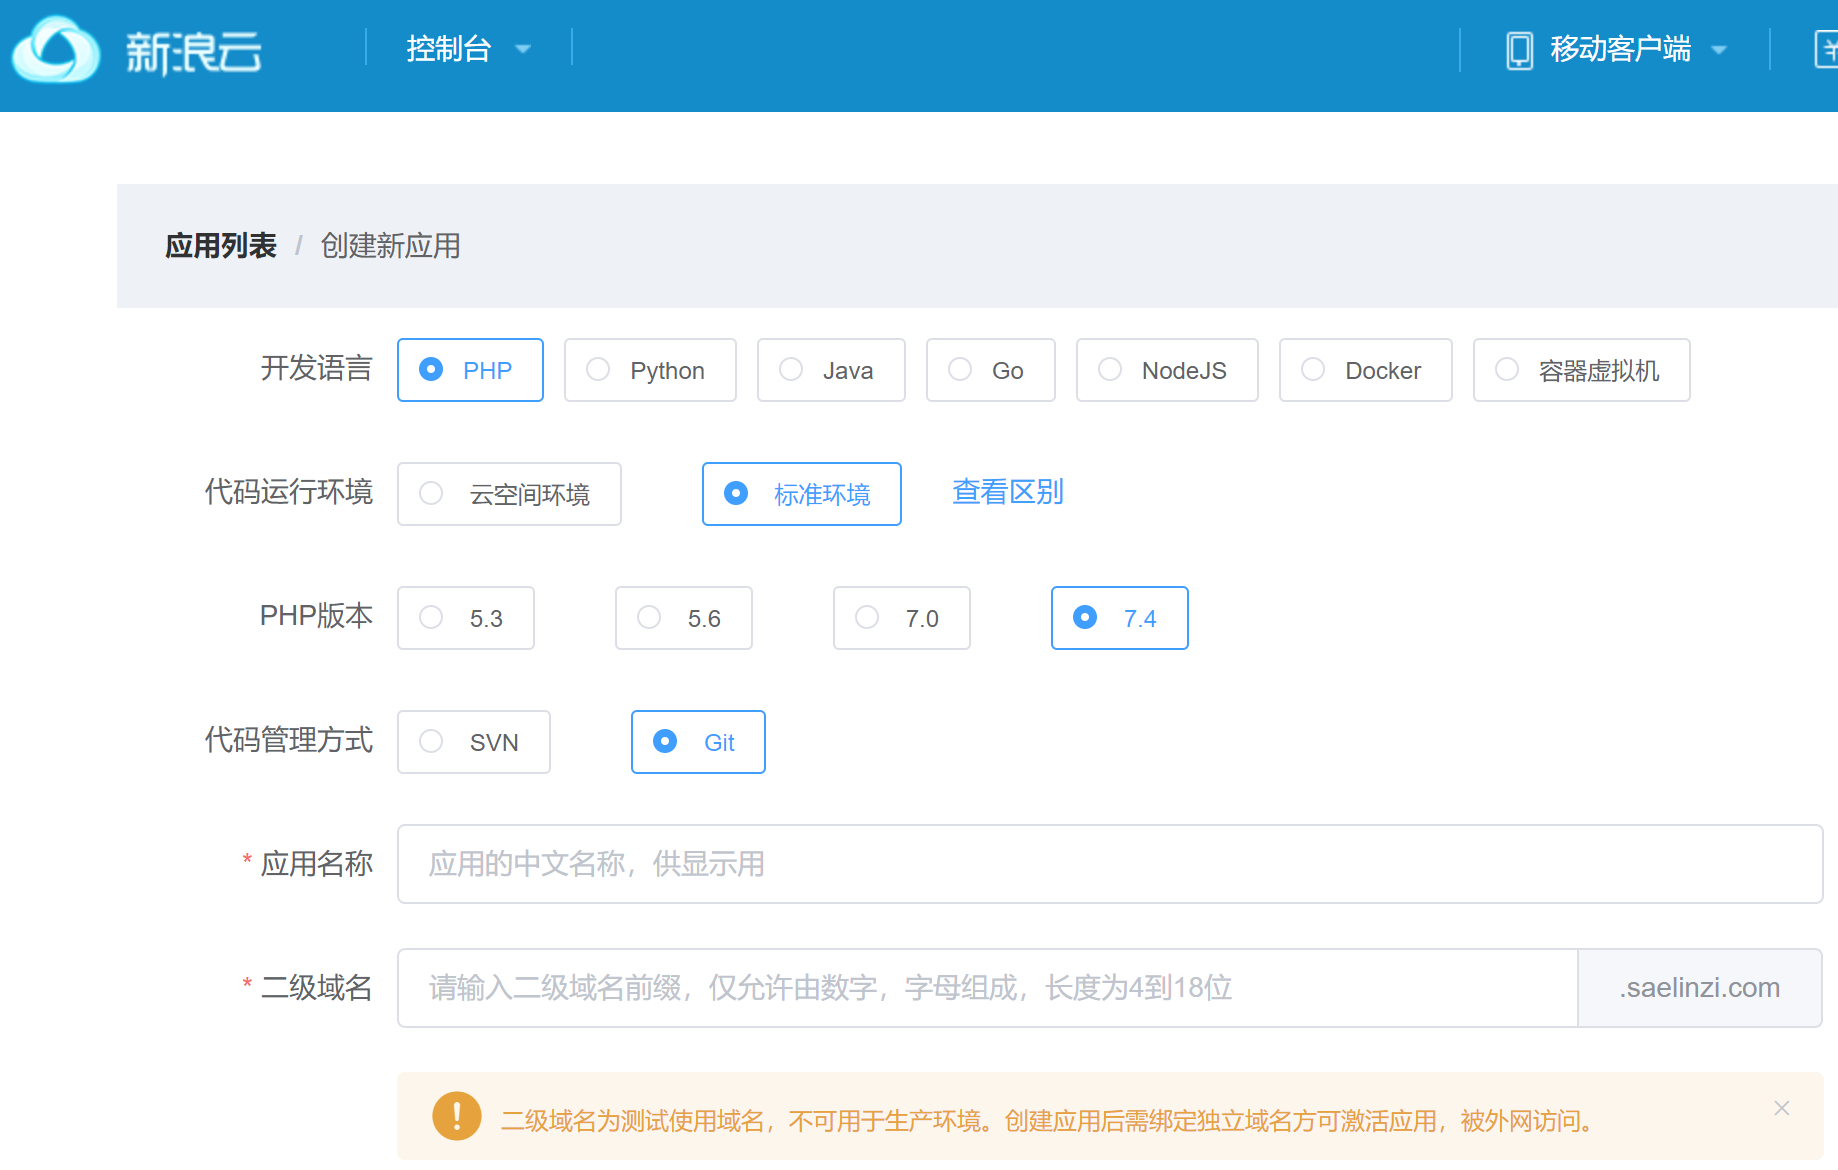 新浪云 控制台 移动客户端
应用列表 / 创建新应用
开发语言 PHP Python Java Go NodeJS Docker 容器虚拟机
代码运行环境 云空间环境 标准环境 查看区别
PHP版本 5.3 5.6 7.0 7.4
代码管理方式 SVN Git
* 应用名称 应用的中文名称，供显示用
* 二级域名 请输入二级域名前缀，仅允许由数字，字母组成，长度为4到18位 .saelinzi.com
二级域名为测试使用域名，不可用于生产环境。创建应用后需绑定独立域名方可激活应用，被外网访问。